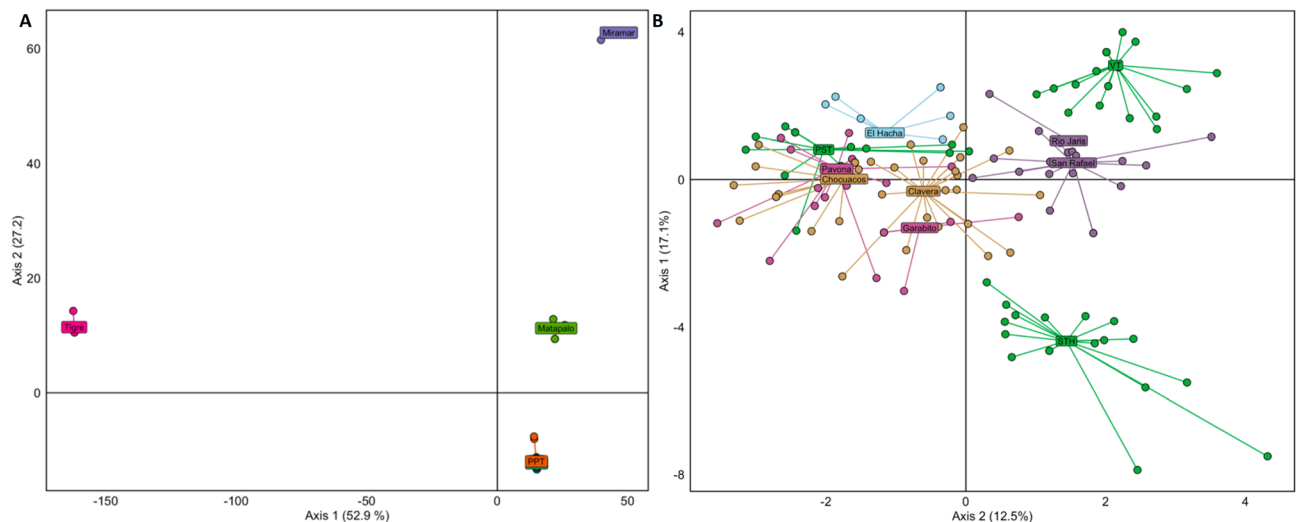 A
Axis 2 (27.2)
60
40
20
0
Miramar
Tigre
Matapalo
PPT
-150
-100
-50
0
50
Axis 1 (52.9 %)
B
Axis 1 (17.1%)
4
0
-4
-8
VT
El Hacha
PST
Rio Jaris
San Rafael
Pavona
Chocuacos
Clavera
Garabito
STH
-2
0
2
4
Axis 2 (12.5%)